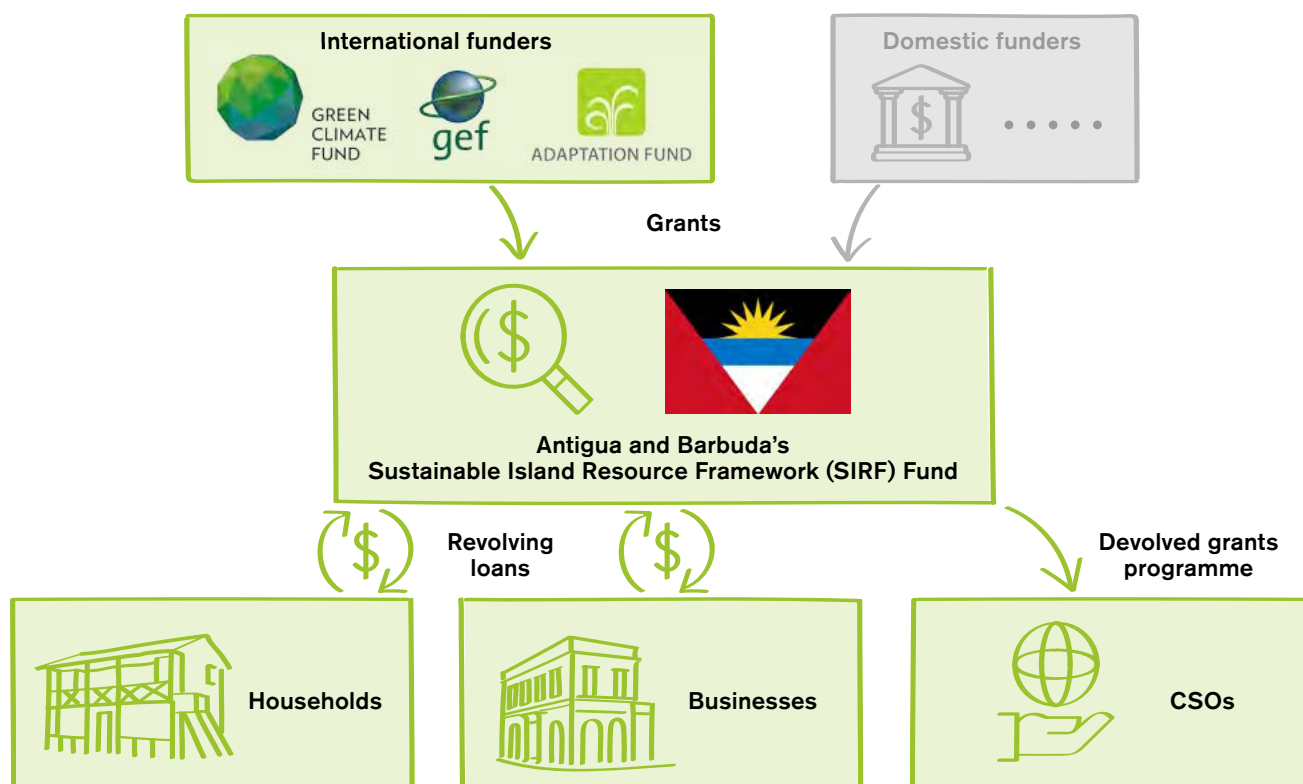 International funders
GREEN
CLIMATE
FUND
gef
ADAPTATION FUND
Domestic funders
$
Grants
$
Antigua and Barbuda’s
Sustainable Island Resource Framework (SIRF) Fund
$
Revolving
loans
$
Devolved grants
programme
Households
Businesses
CSOs